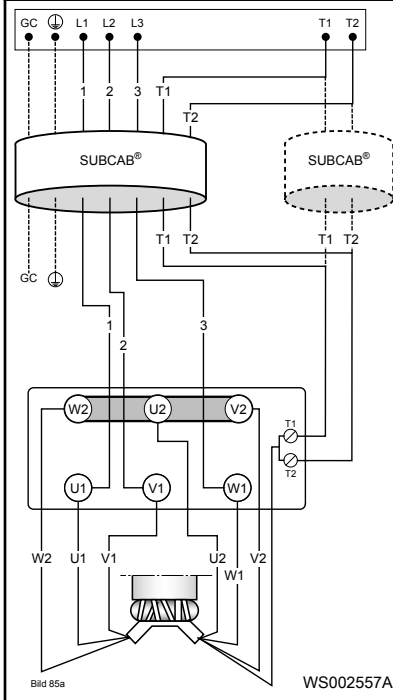 GC L1 L2 L3 T1 T2
1 2 3 T1
T2
SUBCAB® SUBCAB®
T1 T2 T1 T2
GC
1
2
3
W2 U2 V2
T1
T2
U1 V1 W1
W2 U1 V1 U2 V2
W1
Bild 85a
WS002557A